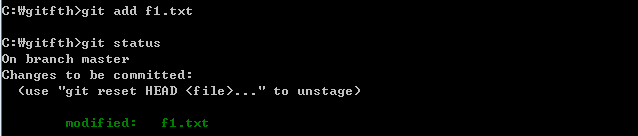 C:₩gitfth>git add f1.txt
C:₩gitfth>git status
On branch master
Changes to be committed:
(use "git reset HEAD <file>..." to unstage)
modified: f1.txt